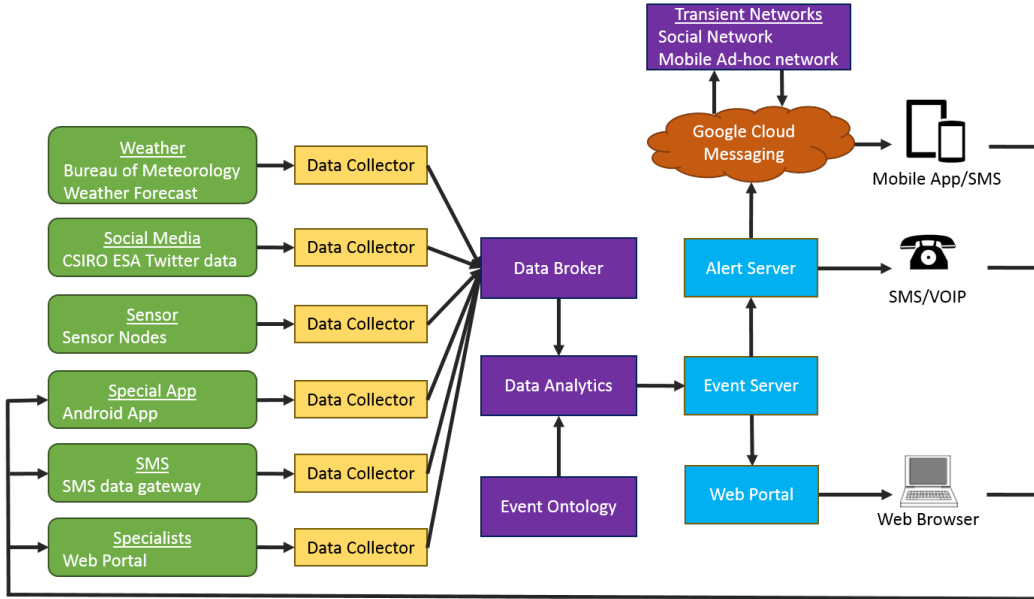 Transient Networks
Social Network
Mobile Ad-hoc network
Google Cloud
Messaging
Mobile App/SMS
Weather
Bureau of Meteorology
Weather Forecast
Data Collector
Social Media
CSIRO ESA Twitter data
Data Collector
Data Broker
Alert Server
SMS/VOIP
Sensor
Sensor Nodes
Data Collector
Special App
Android App
Data Collector
Data Analytics
Event Server
SMS
SMS data gateway
Data Collector
Event Ontology
Web Portal
Web Browser
Specialists
Web Portal
Data Collector